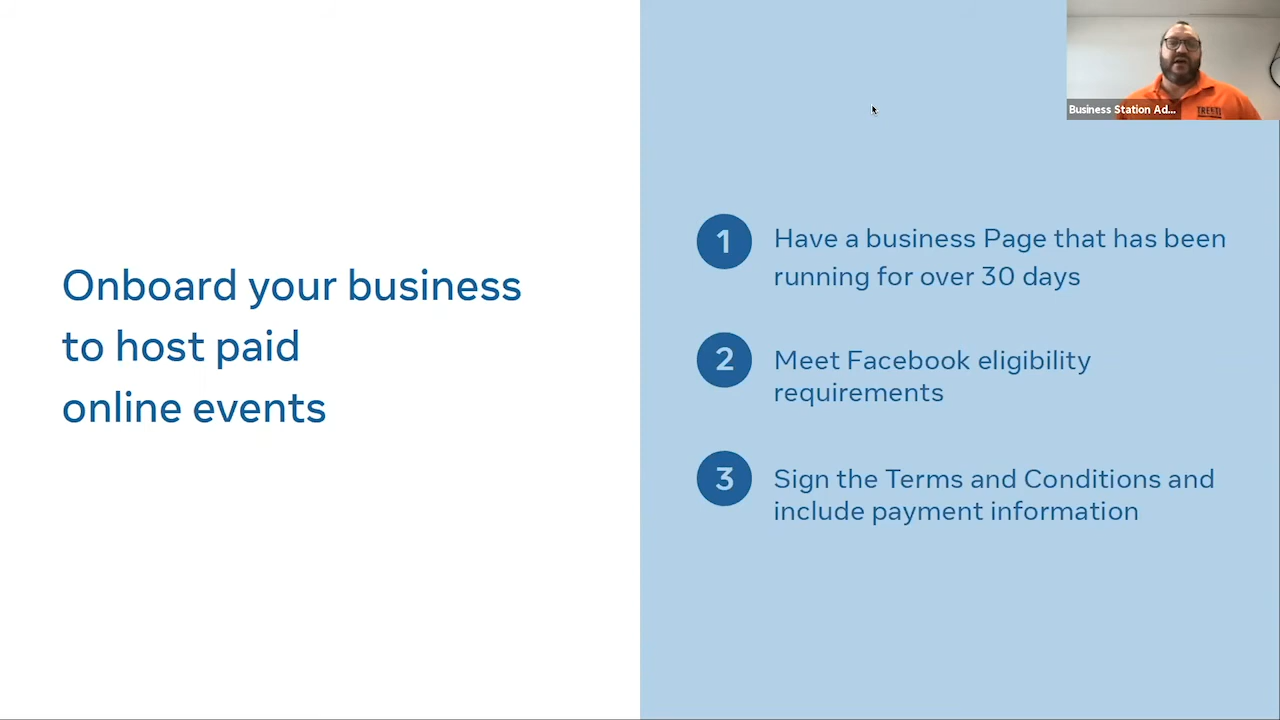 Onboard your business
to host paid
online events
1
Have a business Page that has been
running for over 30 days
2
Meet Facebook eligibility
requirements
3
Sign the Terms and Conditions and
include payment information
Business Station Ad...